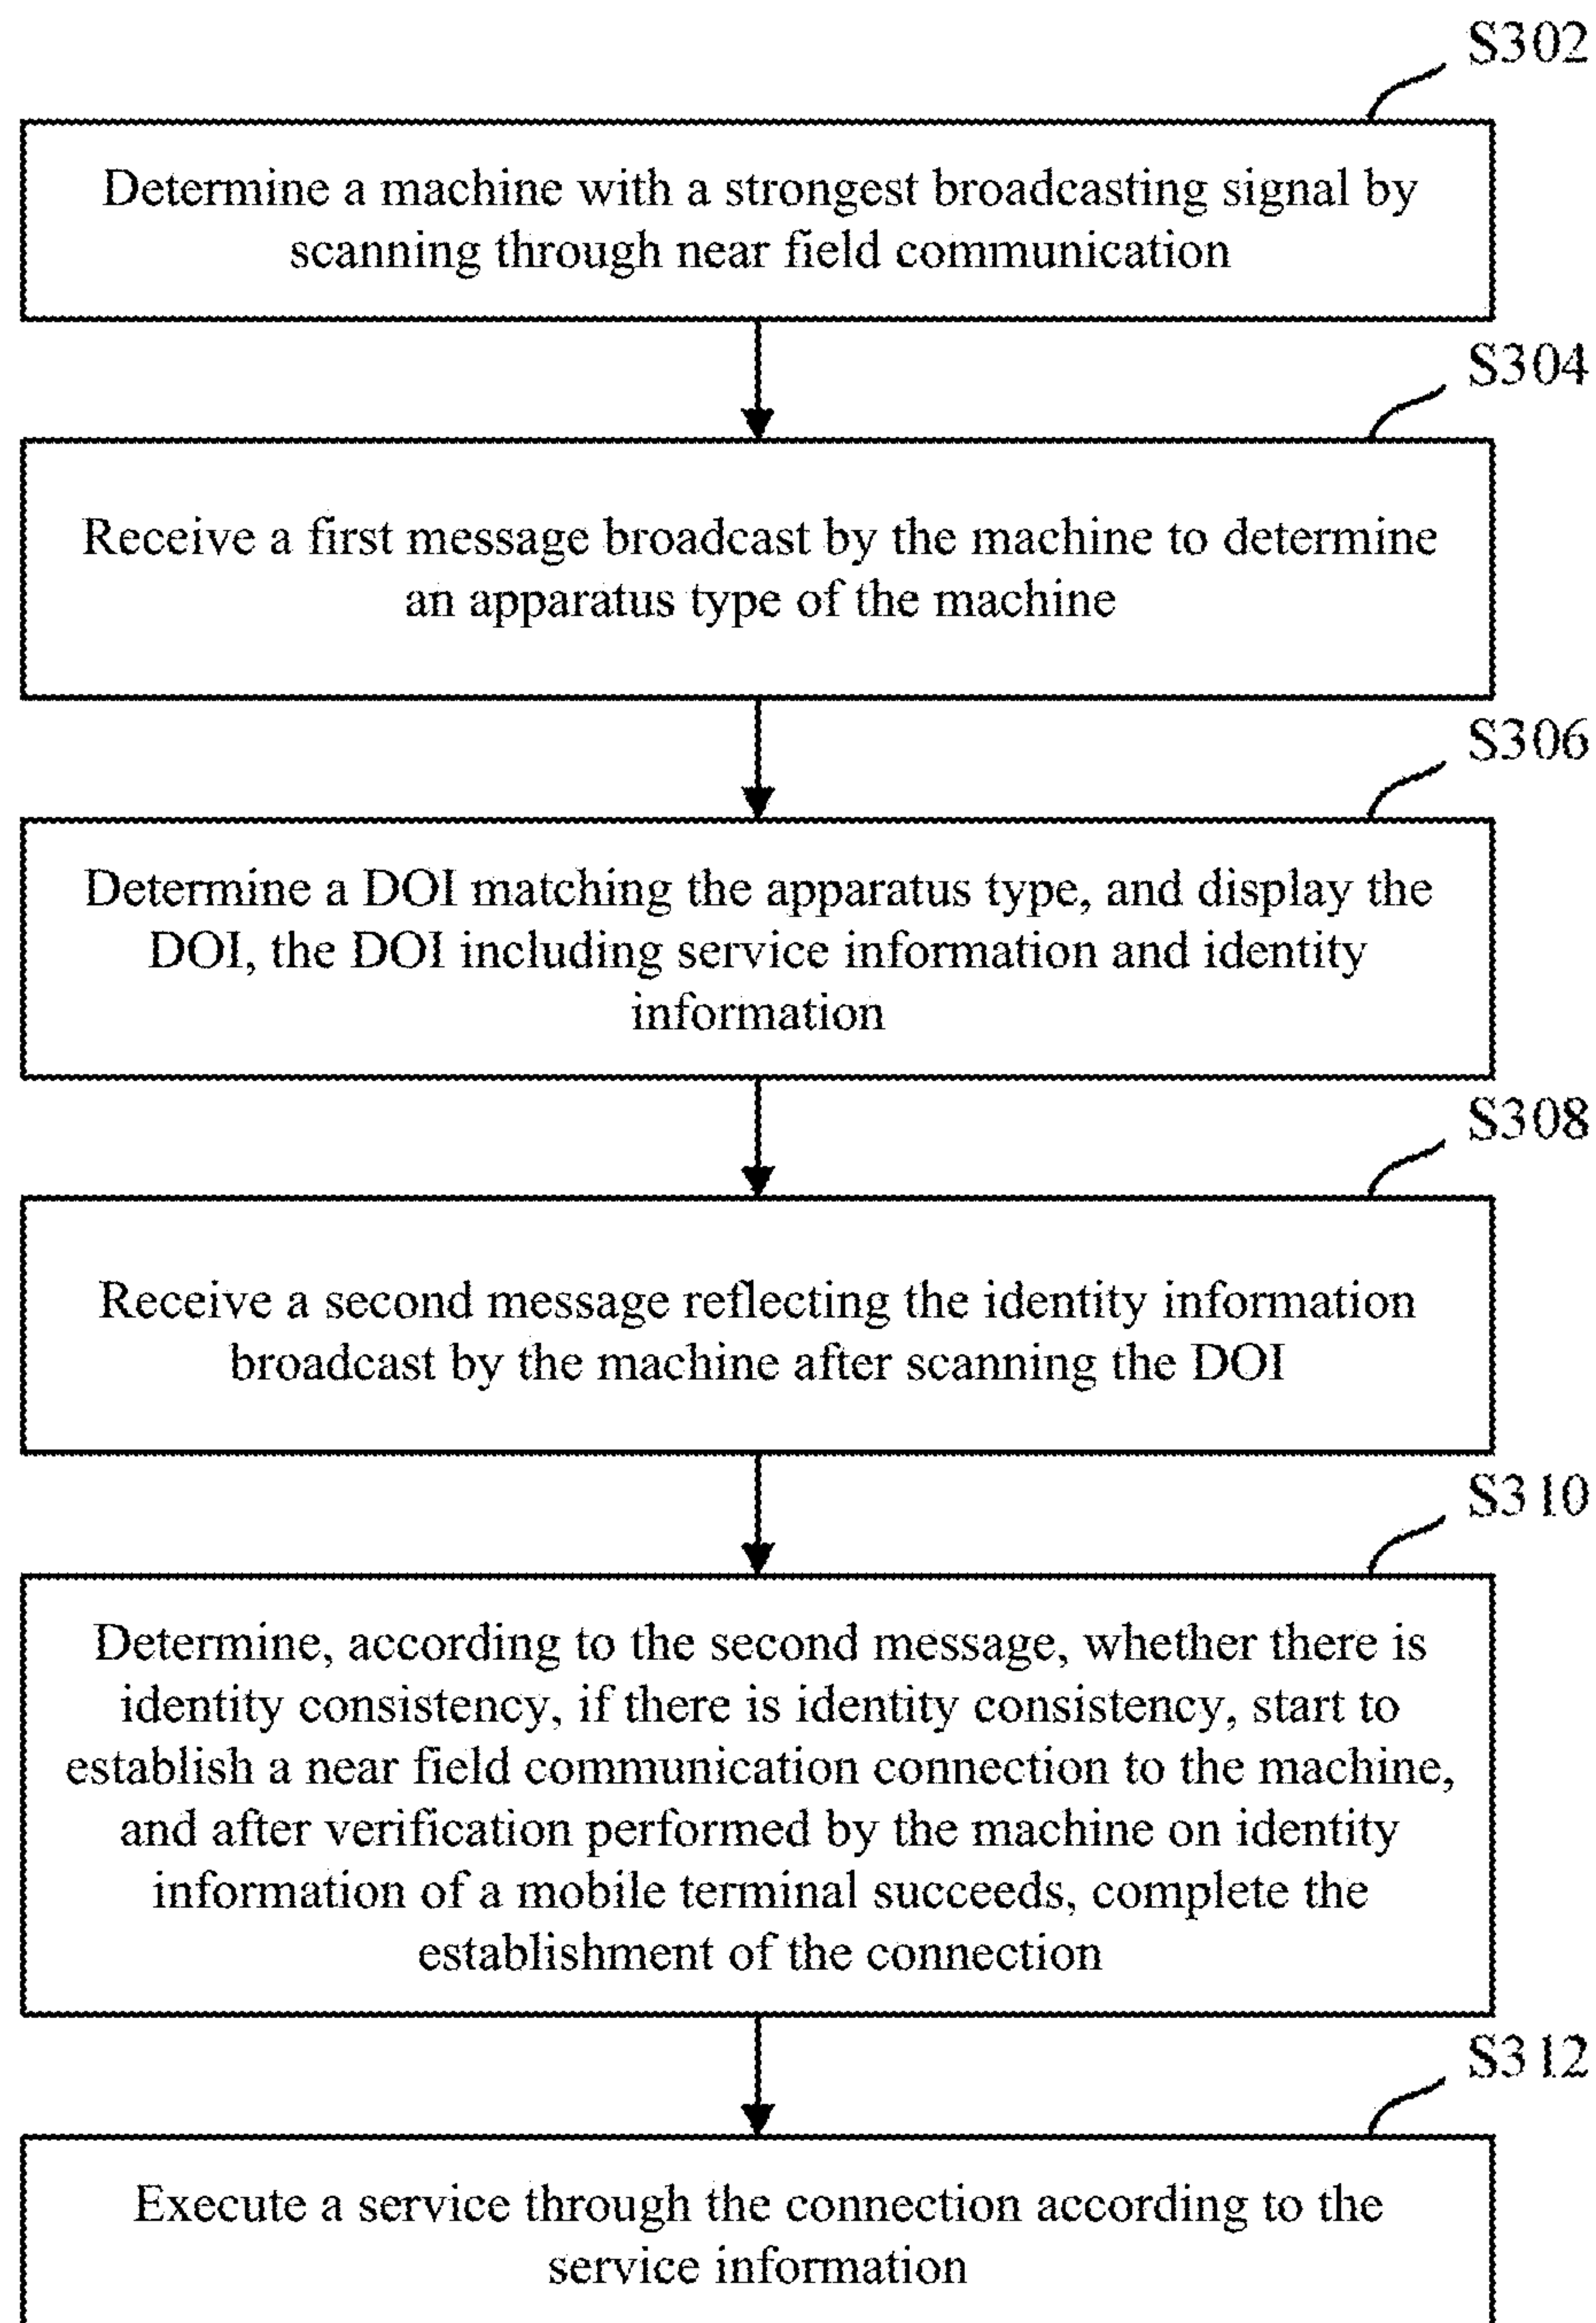 S302
Determine a machine with a strongest broadcasting signal by
scanning through near field communication
S304
Receive a first message broadcast by the machine to determine
an apparatus type of the machine
S306
Determine a DOI matching the apparatus type, and display the
DOI, the DOI including service information and identity
information
S308
Receive a second message reflecting the identity information
broadcast by the machine after scanning the DOI
S310
Determine, according to the second message, whether there is
identity consistency, if there is identity consistency, start to
establish a near field communication connection to the machine,
and after verification performed by the machine on identity
information of a mobile terminal succeeds, complete the
establishment of the connection
S312
Execute a service through the connection according to the
service information